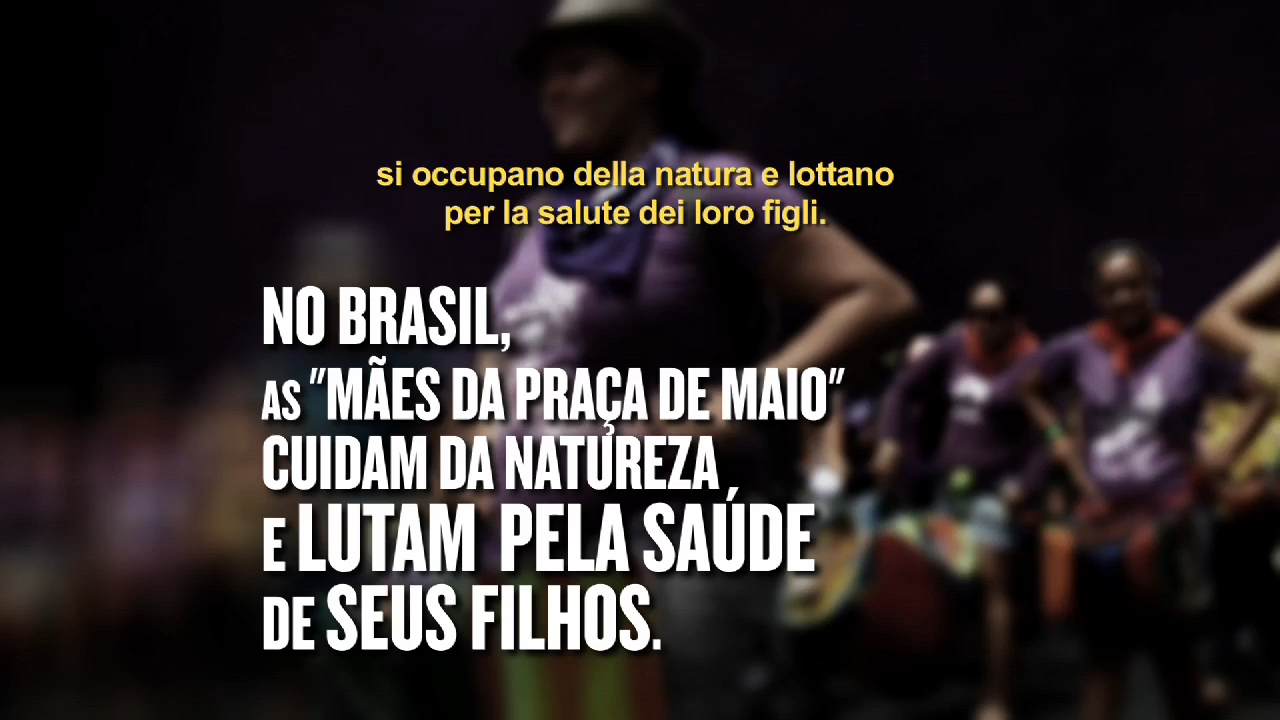 si occupano della natura e lottano
per la salute dei loro figli.
NO BRASIL,
AS "MÃES DA PRAÇA DE MAIO"
CUIDAM DA NATUREZA
E LUTAM PELA SAÚDE
DE SEUS FILHOS.